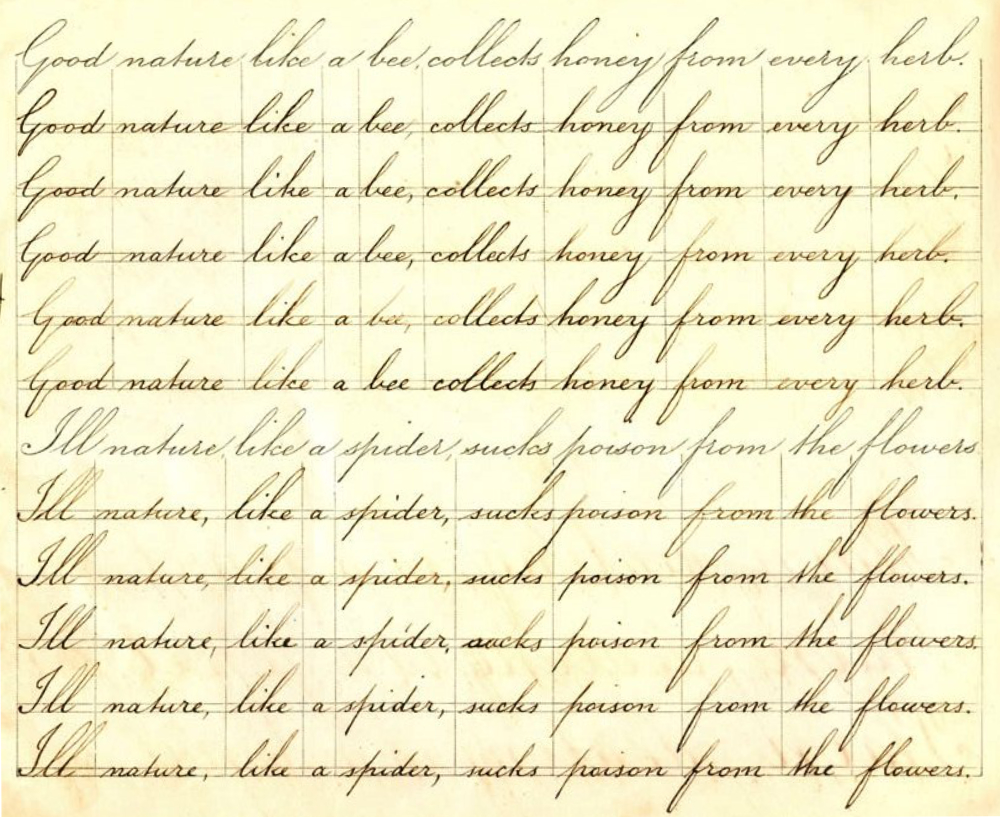 Good nature like a bee, collects honey from every herb.
Good nature like a bee, collects honey from every herb.
Good nature like a bee, collects honey from every herb.
Good nature like a bee, collects honey from every herb.
Good nature like a bee, collects honey from every herb.
Good nature like a bee collects honey from every herb.
Ill nature, like a spider, sucks poison from the flowers
Ill nature, like a spider, sucks poison from the flowers.
Ill nature, like a spider, sucks poison from the flowers.
Ill nature, like a spider, sucks poison from the flowers.
Ill nature, like a spider, sucks poison from the flowers.
Ill nature, like a spider, sucks poison from the flowers.